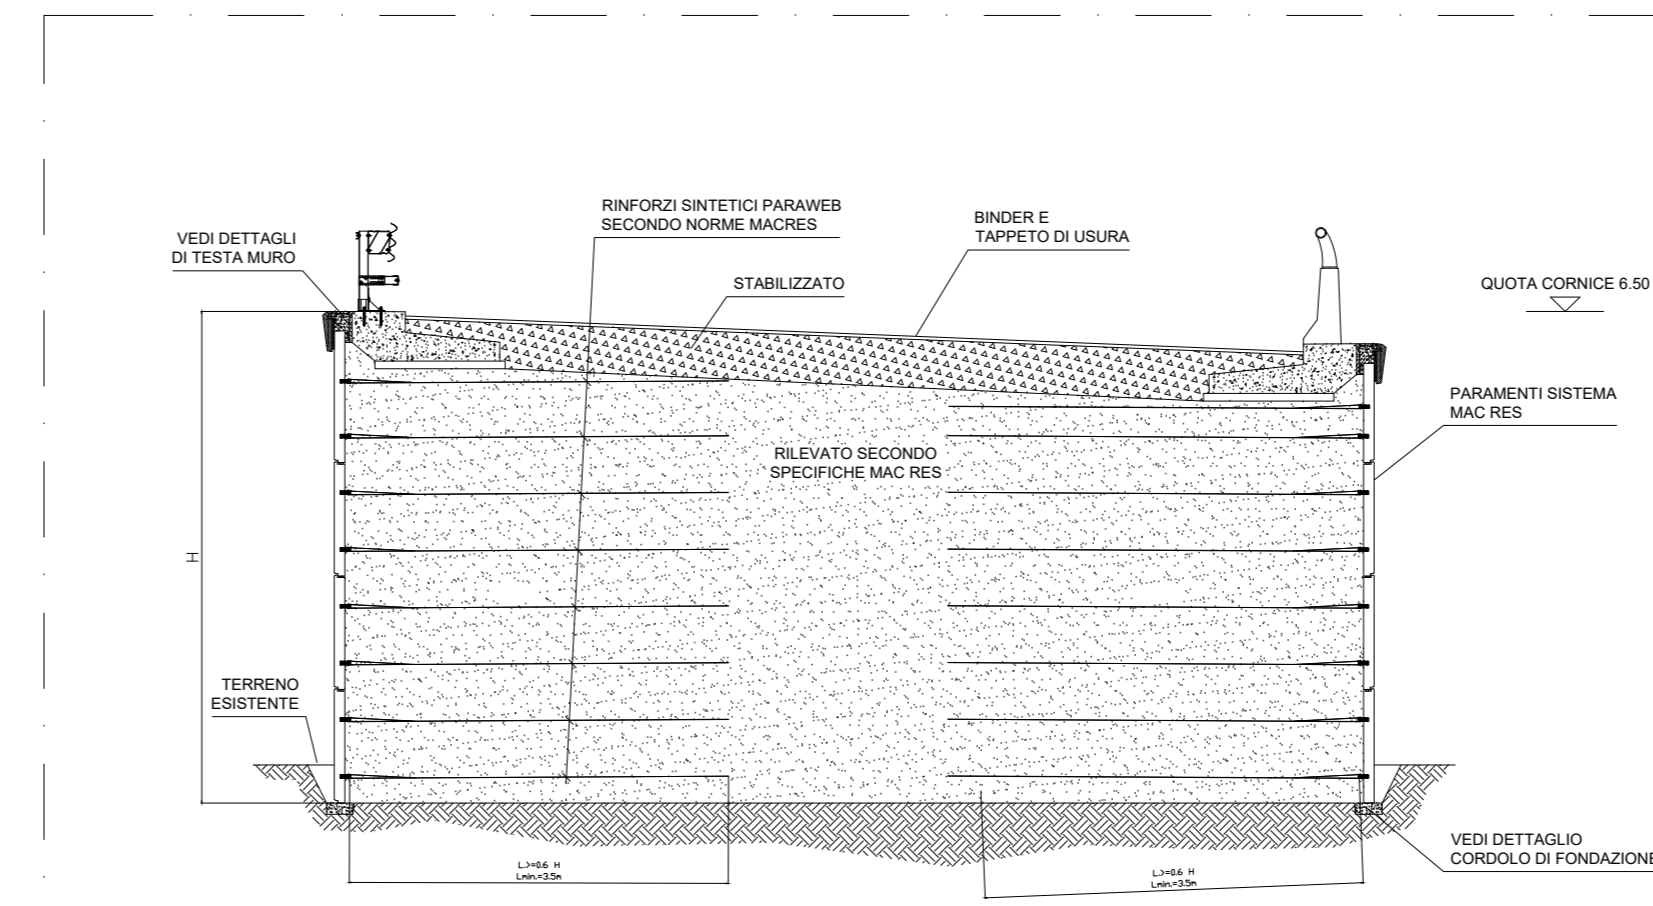 RINFORZI SINTETICI PARAWEB
SECONDO NORME MACRES
BINDER E
TAPPETO DI USURA
VEDI DETTAGLI
DI TESTA MURO
STABILIZZATO
QUOTA CORNICE 6.50
PARAMENTI SISTEMA
MAC RES
RILEVATO SECONDO
SPECIFICHE MAC RES
H
TERRENO
ESISTENTE
VEDI DETTAGLIO
CORDOLO DI FONDAZIONE
L.>=0.6 H
Lmin.=3.5m
L.>=0.6 H
Lmin.=3.5m